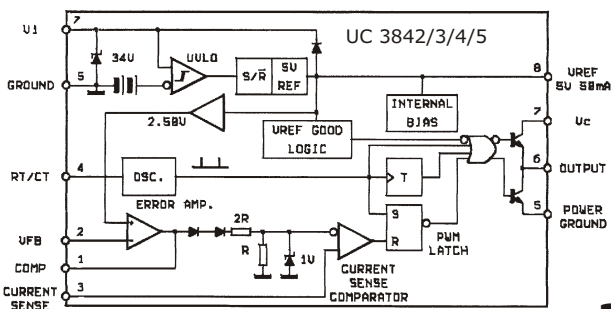 7
Vi
UC 3842/3/4/5
34V
UVLO
S/R
5V
REF
8
VREF
5V 50mA
5
GROUND
2.50V
INTERNAL
BIAS
7
Vc
VREF GOOD
LOGIC
4
RT/CT
OSC.
T
6
OUTPUT
ERROR AMP.
2R
S
5
POWER
GROUND
VFB
2
R
1V
R
PWM
LATCH
COMP
1
CURRENT
SENSE
COMPARATOR
CURRENT
SENSE
3